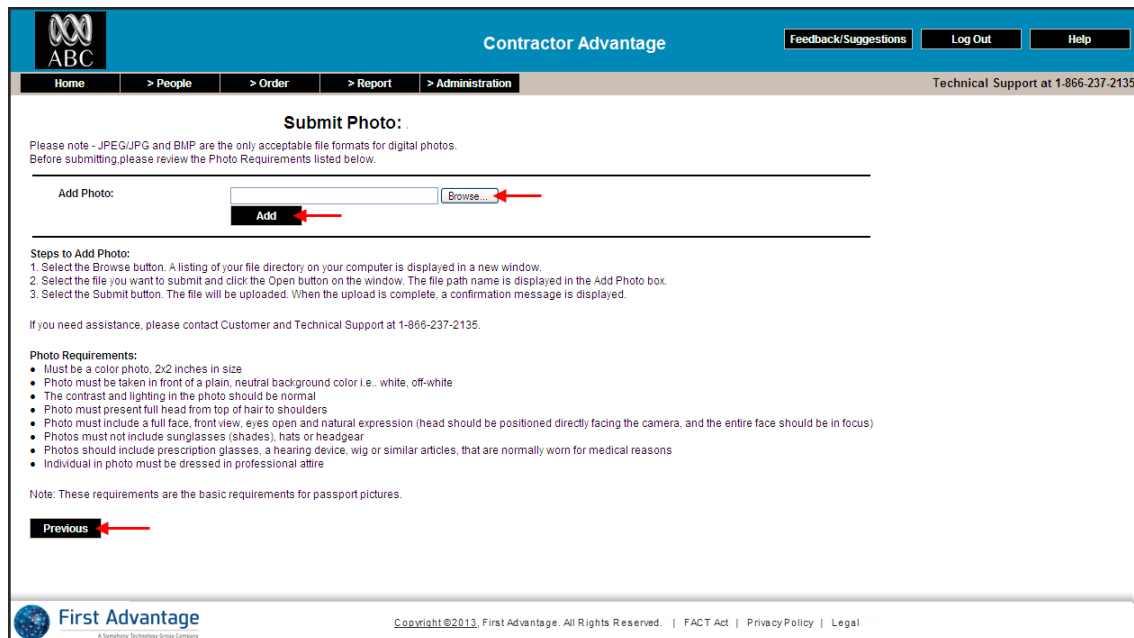 ABC
Contractor Advantage
Feedback/Suggestions
Log Out
Help
Home
> People
> Order
> Report
> Administration
Technical Support at 1-866-237-2135
Submit Photo:
Please note - JPEG/JPG and BMP are the only acceptable file formats for digital photos.
Before submitting,please review the Photo Requirements listed below.
Add Photo:
Browse...
Add
Steps to Add Photo:
1. Select the Browse button. A listing of your file directory on your computer is displayed in a new window.
2. Select the file you want to submit and click the Open button on the window. The file path name is displayed in the Add Photo box.
3. Select the Submit button. The file will be uploaded. When the upload is complete, a confirmation message is displayed.
If you need assistance, please contact Customer and Technical Support at 1-866-237-2135.
Photo Requirements:
• Must be a color photo, 2x2 inches in size
• Photo must be taken in front of a plain, neutral background color i.e.. white, off-white
• The contrast and lighting in the photo should be normal
• Photo must present full head from top of hair to shoulders
• Photo must include a full face, front view, eyes open and natural expression (head should be positioned directly facing the camera, and the entire face should be in focus)
• Photos must not include sunglasses (shades), hats or headgear
• Photos should include prescription glasses, a hearing device, wig or similar articles, that are normally worn for medical reasons
• Individual in photo must be dressed in professional attire
Note: These requirements are the basic requirements for passport pictures.
Previous
First Advantage
A Symphony Technology Group Company
Copyright ©2013, First Advantage. All Rights Reserved. | FACT Act | Privacy Policy | Legal